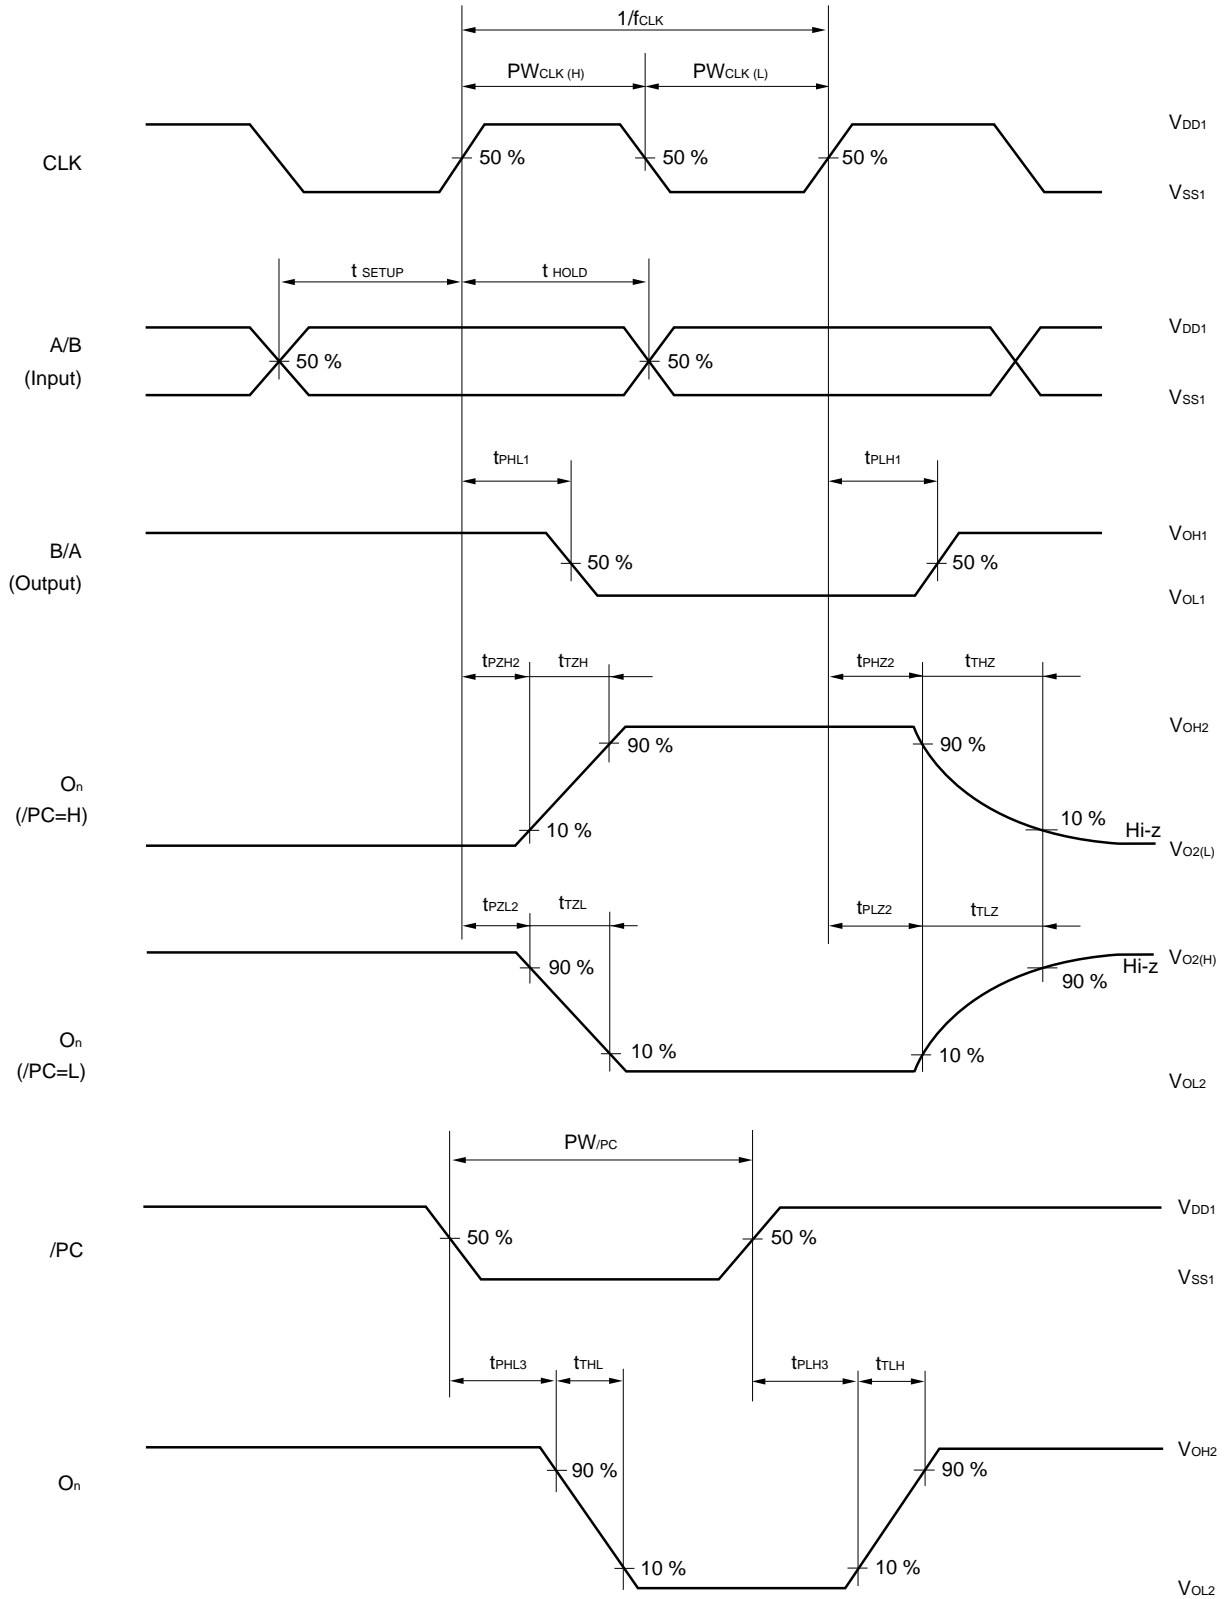 1/fCLK
PWCLK (H) PWCLK (L)
VDD1
CLK 50 % 50 % 50 %
VSS1
t SETUP t HOLD
VDD1
A/B
(Input)
50 % 50 %
VSS1
tPHL1 tPLH1
VOH1
B/A
(Output)
50 % 50 %
VOL1
tPZH2 tTZH tPHZ2 tTHZ
VOH2
90 % 90 %
On
(/PC=H)
10 % 10 % Hi-z
VO2(L)
tPZL2 tTZL tPLZ2 tTLZ
VO2(H)
90 % 90 % Hi-z
On
(/PC=L)
10 % 10 %
VOL2
PW/PC
VDD1
/PC 50 % 50 %
VSS1
tPHL3 tTHL tPLH3 tTLH
VOH2
90 % 90 %
On
10 % 10 %
VOL2